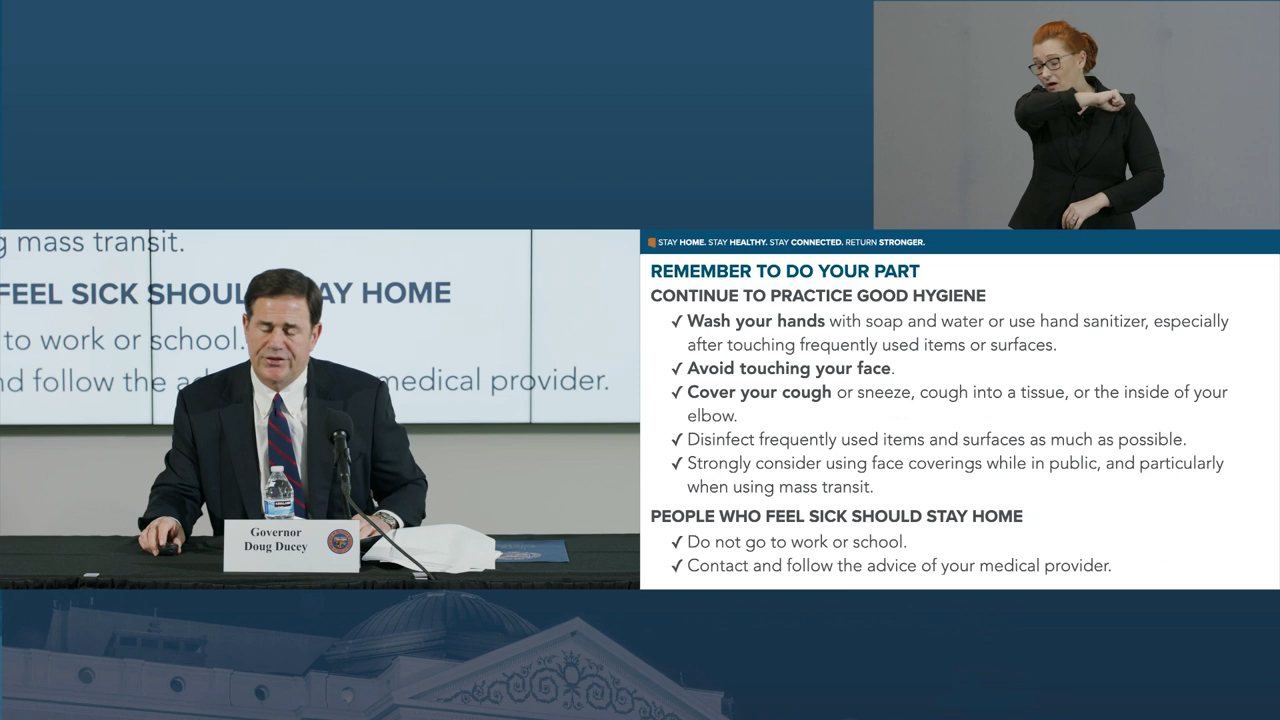 g mass transit.
FEEL SICK SHOUL AY HOME
to work or school.
nd follow the ad medical provider.
Governor
Doug Ducey
STAY HOME. STAY HEALTHY. STAY CONNECTED. RETURN STRONGER.
REMEMBER TO DO YOUR PART
CONTINUE TO PRACTICE GOOD HYGIENE
✓ Wash your hands with soap and water or use hand sanitizer, especially
after touching frequently used items or surfaces.
✓ Avoid touching your face.
✓ Cover your cough or sneeze, cough into a tissue, or the inside of your
elbow.
✓ Disinfect frequently used items and surfaces as much as possible.
✓ Strongly consider using face coverings while in public, and particularly
when using mass transit.
PEOPLE WHO FEEL SICK SHOULD STAY HOME
✓ Do not go to work or school.
✓ Contact and follow the advice of your medical provider.